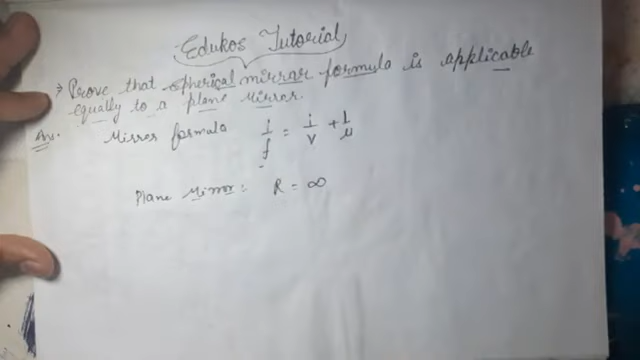 Edukos Tutorial
→ Prove that spherical mirror formula is applicable
equally to a plane Mirror.
Ans. Mirror formula 1/f = 1/v + 1/u
Plane Mirror: R = ∞